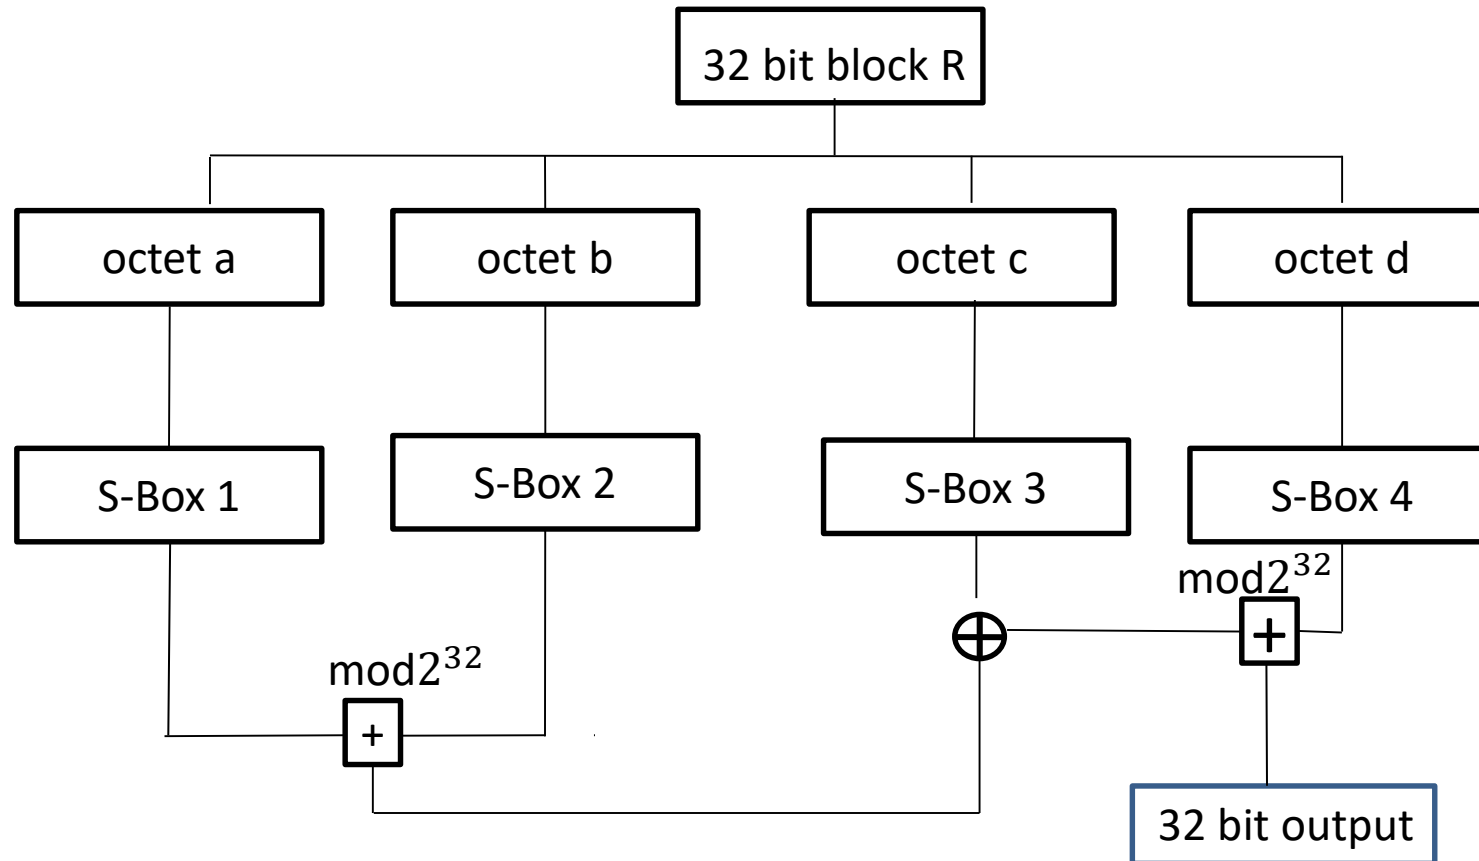 32 bit block R
octet a
octet b
octet c
octet d
S-Box 1
S-Box 2
S-Box 3
S-Box 4
mod2³²
+
mod2³²
+
32 bit output